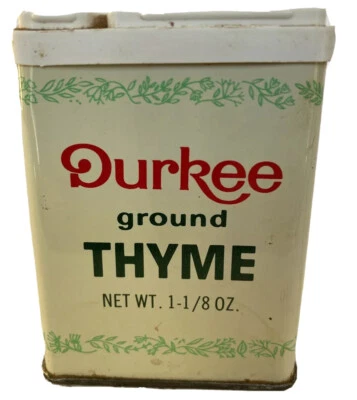 Durkee
ground
THYME
NET WT. 1-1/8 OZ.